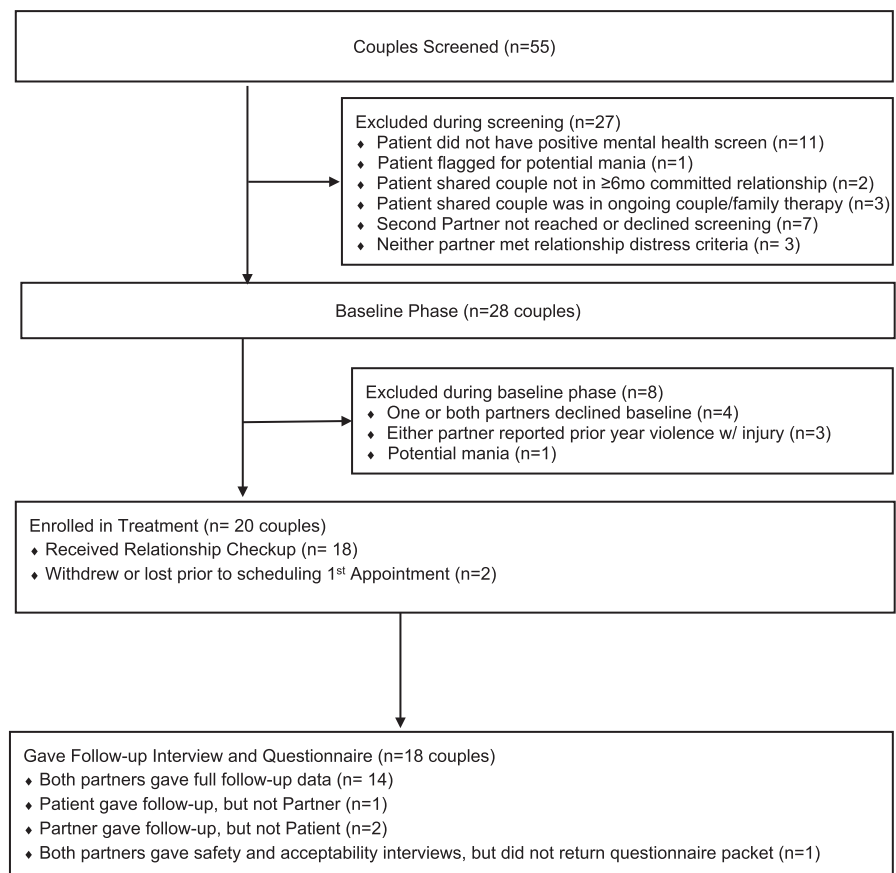 Couples Screened (n=55)
Excluded during screening (n=27)
♦ Patient did not have positive mental health screen (n=11)
♦ Patient flagged for potential mania (n=1)
♦ Patient shared couple not in ≥6mo committed relationship (n=2)
♦ Patient shared couple was in ongoing couple/family therapy (n=3)
♦ Second Partner not reached or declined screening (n=7)
♦ Neither partner met relationship distress criteria (n= 3)
Baseline Phase (n=28 couples)
Excluded during baseline phase (n=8)
♦ One or both partners declined baseline (n=4)
♦ Either partner reported prior year violence w/ injury (n=3)
♦ Potential mania (n=1)
Enrolled in Treatment (n= 20 couples)
♦ Received Relationship Checkup (n= 18)
♦ Withdrew or lost prior to scheduling 1st Appointment (n=2)
Gave Follow-up Interview and Questionnaire (n=18 couples)
♦ Both partners gave full follow-up data (n= 14)
♦ Patient gave follow-up, but not Partner (n=1)
♦ Partner gave follow-up, but not Patient (n=2)
♦ Both partners gave safety and acceptability interviews, but did not return questionnaire packet (n=1)